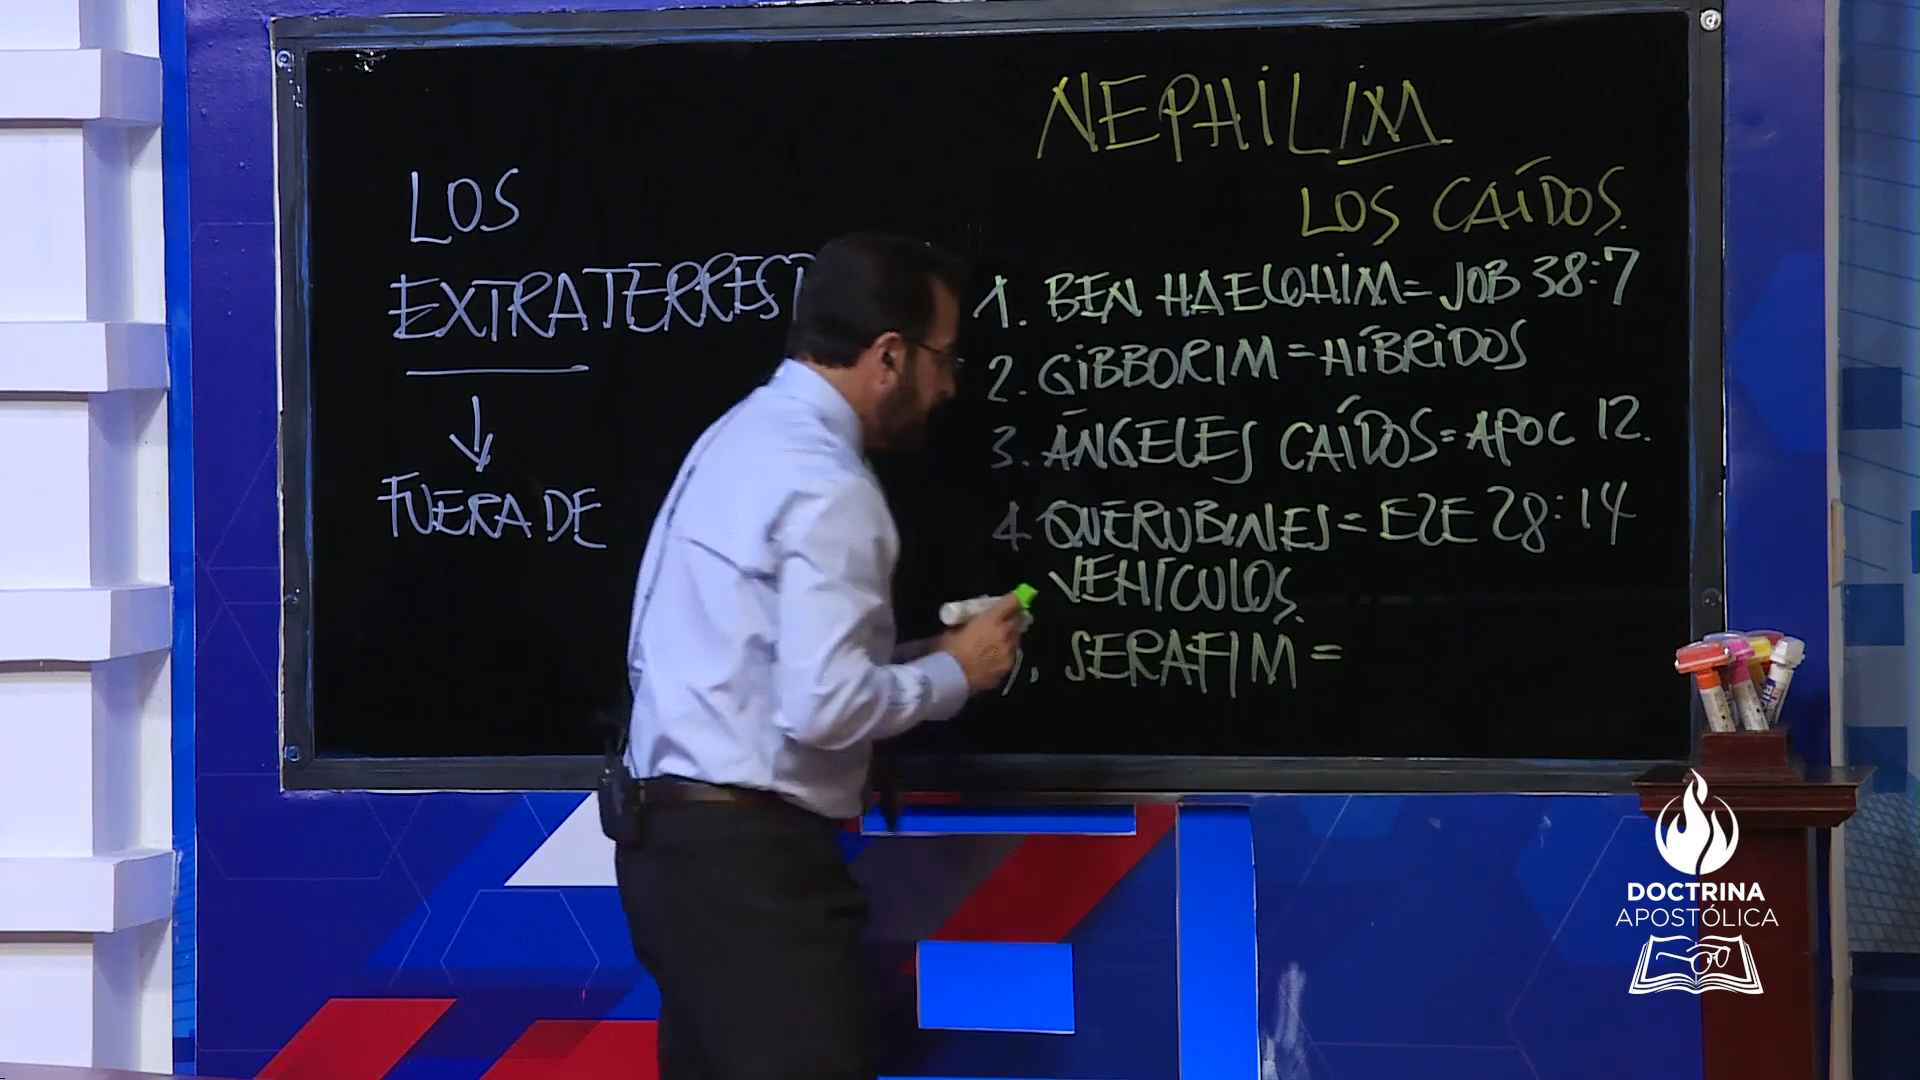 LOS
EXTRATERREST
FUERA DE
NEPHILIM
LOS CAÍDOS.
1. BEN HAELOHIM = JOB 38:7
2. GIBBORIM = HÍBRIDOS
3. ÁNGELES CAÍDOS = APOC 12.
4. QUERUBINES = EZE 28:14
VEHÍCULOS.
SERAFIM =
DOCTRINA
APOSTÓLICA